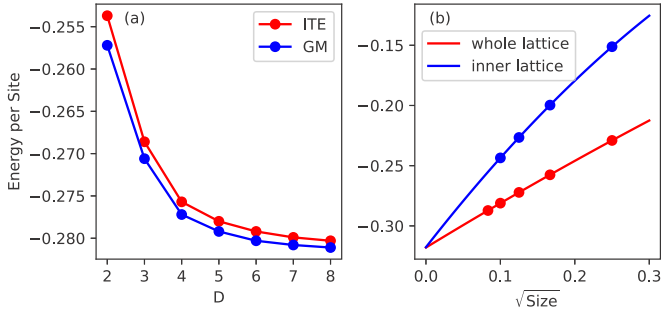 (a)
ITE
GM
Energy per Site
−0.255
−0.260
−0.265
−0.270
−0.275
−0.280
2 3 4 5 6 7 8
D
(b)
whole lattice
inner lattice
−0.15
−0.20
−0.25
−0.30
0.0 0.1 0.2 0.3
√Size